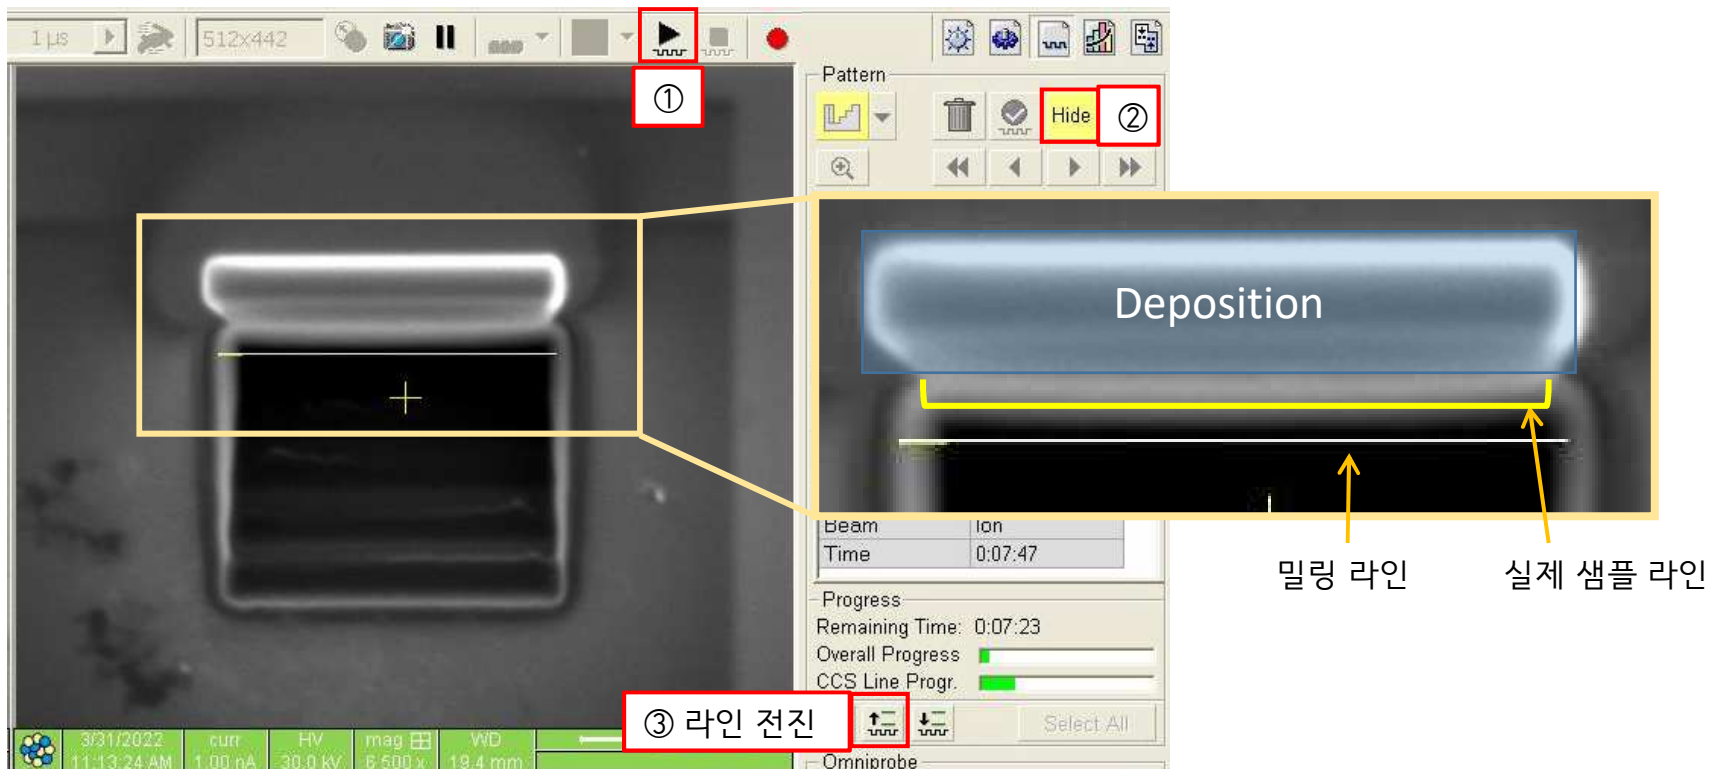 1 µs
512x442
①
Pattern
Hide
②
Deposition
밀링 라인
실제 샘플 라인
Beam Ion
Time 0:07:47
Progress
Remaining Time: 0:07:23
Overall Progress
CCS Line Progr.
③ 라인 전진
Select All
3/31/2022 curr HV mag WD
11:13:24 AM 1.00 nA 30.0 kV 6 500 x 19.4 mm
Omniprobe